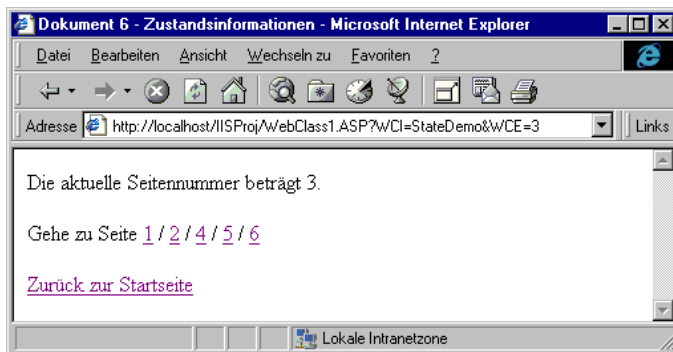 Dokument 6 - Zustandsinformationen - Microsoft Internet Explorer
Datei Bearbeiten Ansicht Wechseln zu Favoriten ?
Adresse http://localhost/IISProj/WebClass1.ASP?WCI=StateDemo&WCE=3 Links
Die aktuelle Seitennummer beträgt 3.
Gehe zu Seite 1 / 2 / 4 / 5 / 6
Zurück zur Startseite
Lokale Intranetzone